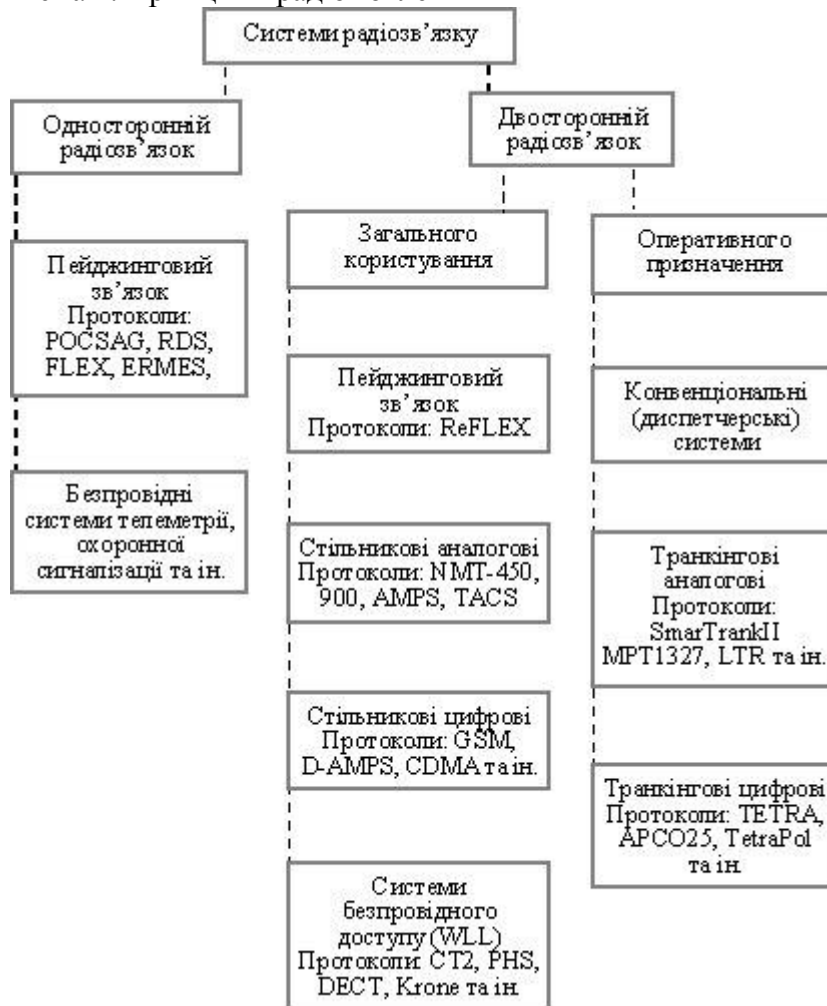 Системи радіозв’язку
Односторонній
радіозв’язок
Двосторонній
радіозв’язок
Пейджинговий
зв’язок
Протоколи:
POCSAG, RDS,
FLEX, ERMES,
Безпровідні
системи телеметрії,
охоронної
сигналізації та ін.
Загального
користування
Пейджинговий
зв’язок
Протоколи: ReFLEX
Стільникові аналогові
Протоколи: NMT-450,
900, AMPS, TACS
Стільникові цифрові
Протоколи: GSM,
D-AMPS, CDMA та ін.
Системи
безпровідного
доступу (WLL)
Протоколи: CT2, PHS,
DECT, Krone та ін
Оперативного
призначення
Конвенціональні
(диспетчерські)
системи
Транкінгові
аналогові
Протоколи:
SmarTrankII
MPT1327, LTR та ін.
Транкінгові цифрові
Протоколи: TETRA,
APCO25, TetraPol
та ін